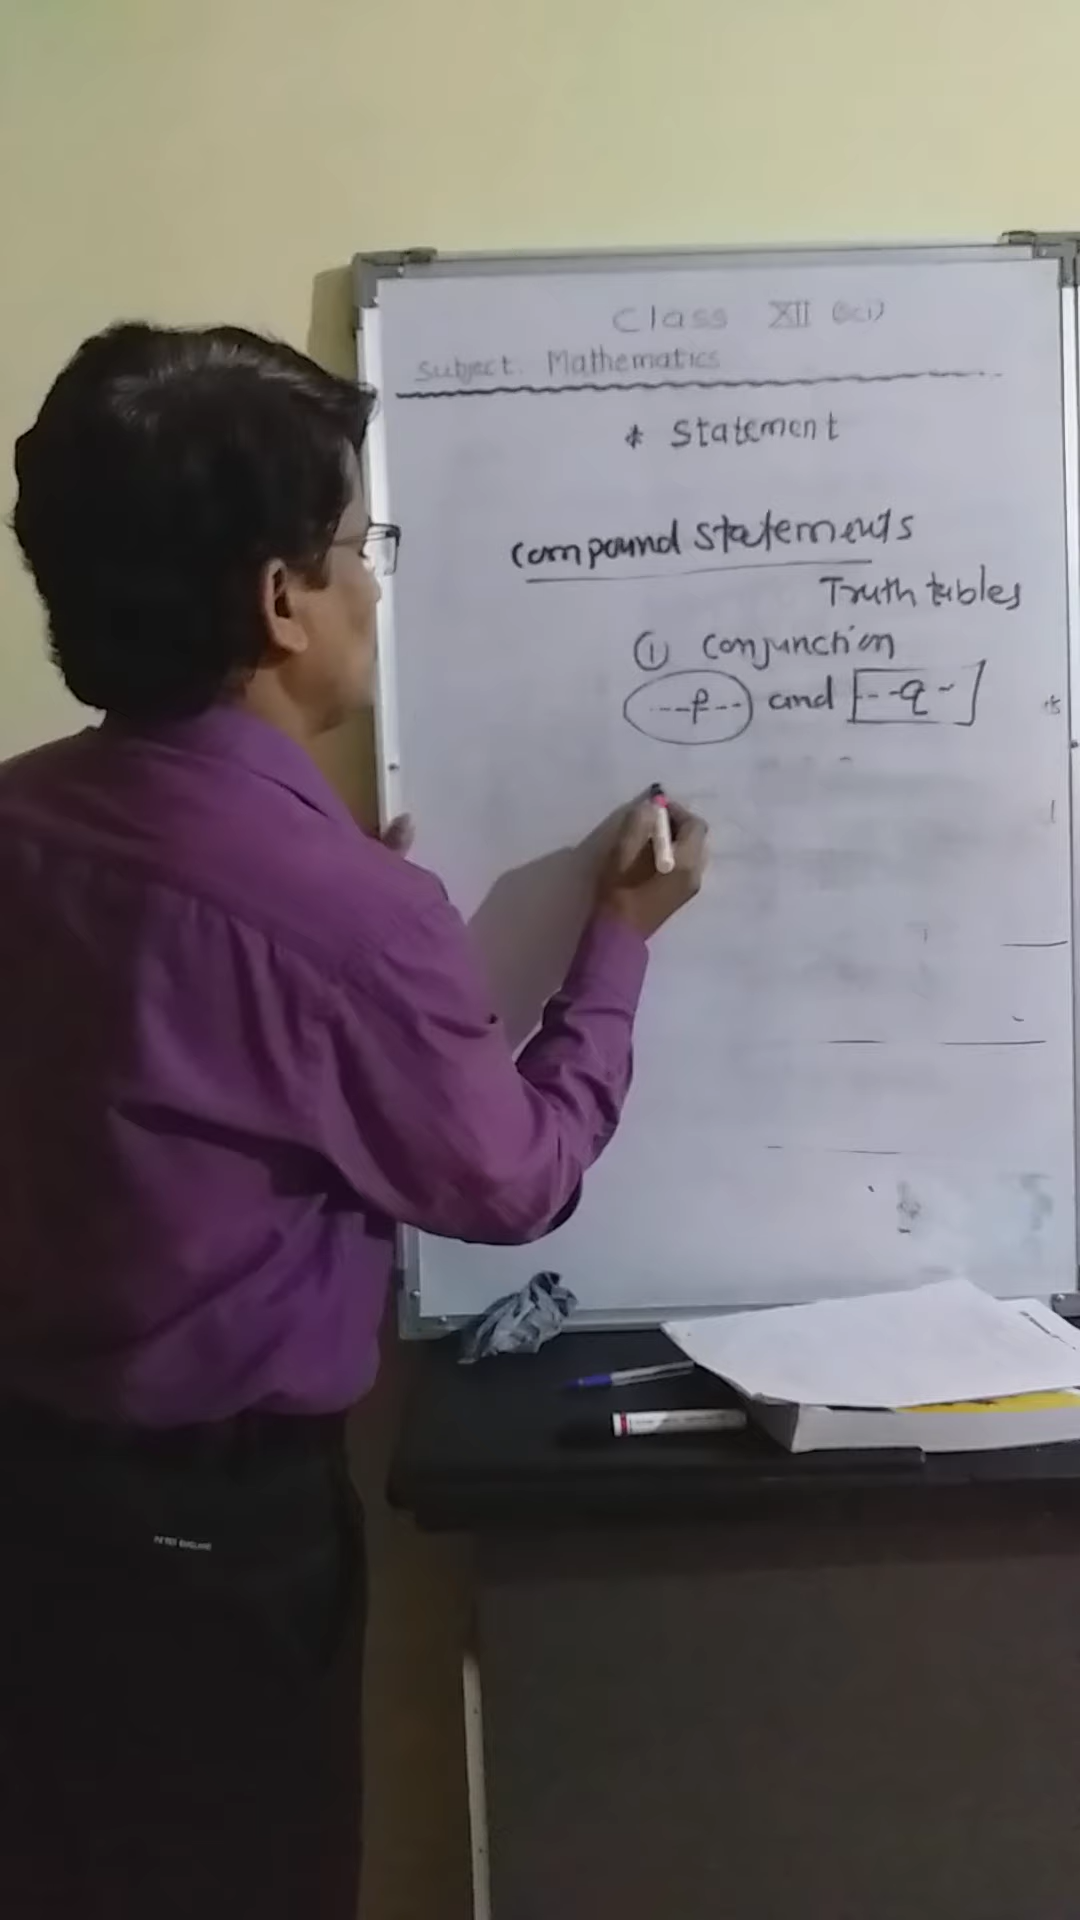 Class XII (Sci)
Subject. Mathematics
* Statement
Compound Statements
Truth tables
① Conjunction
---p--- and ---q--